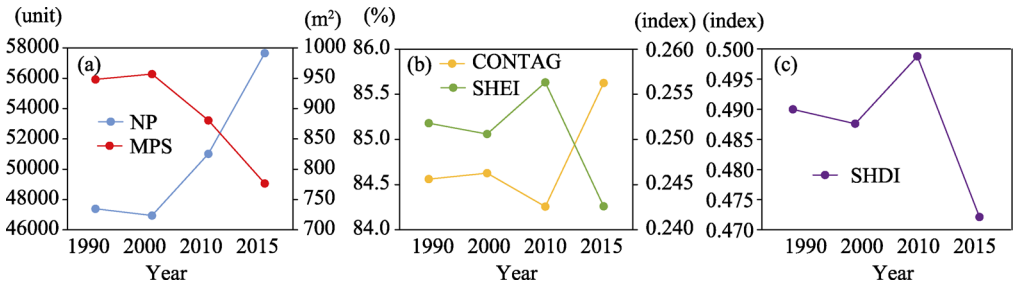 (unit) (m²) (%) (index) (index)
58000 (a) 1000 86.0 (b) CONTAG 0.260 0.500 (c)
56000 950 SHEI 0.495
54000 900 85.5 0.255 0.490
52000 NP 850 85.0 0.250 0.485
50000 MPS 800 0.480 SHDI
48000 750 84.5 0.245 0.475
46000 700 84.0 0.240 0.470
1990 2000 2010 2015 1990 2000 2010 2015 1990 2000 2010 2015
Year Year Year